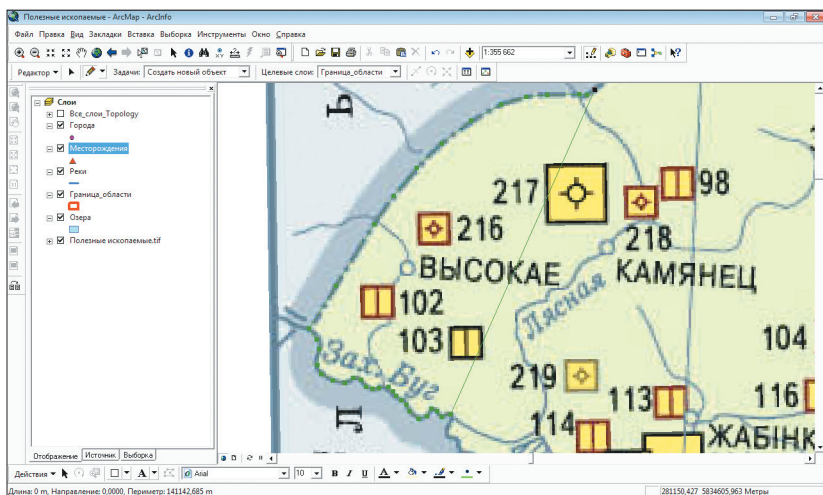 Полезные ископаемые - ArcMap - ArcInfo
Файл Правка Вид Закладки Вставка Выборка Инструменты Окно Справка
1:355 662
Редактор Задачи: Создать новый объект Целевые слои: Граница_области
Слои
Все_слои_Topology
Города
Месторождения
Реки
Граница_области
Озера
Полезные ископаемые.tif
Ь
217
98
216
218
ВЫСОКАЕ
КАМЯНЕЦ
102
Лясная
103
104
Зах. Буг
219
113
116
Л
114
ЖАБІНК
Отображение Источник Выборка
Действия Arial 10 B I U A
Длина: 0 m, Направление: 0,0000, Периметр: 141142,685 m
281150,427 5834605,963 Метры